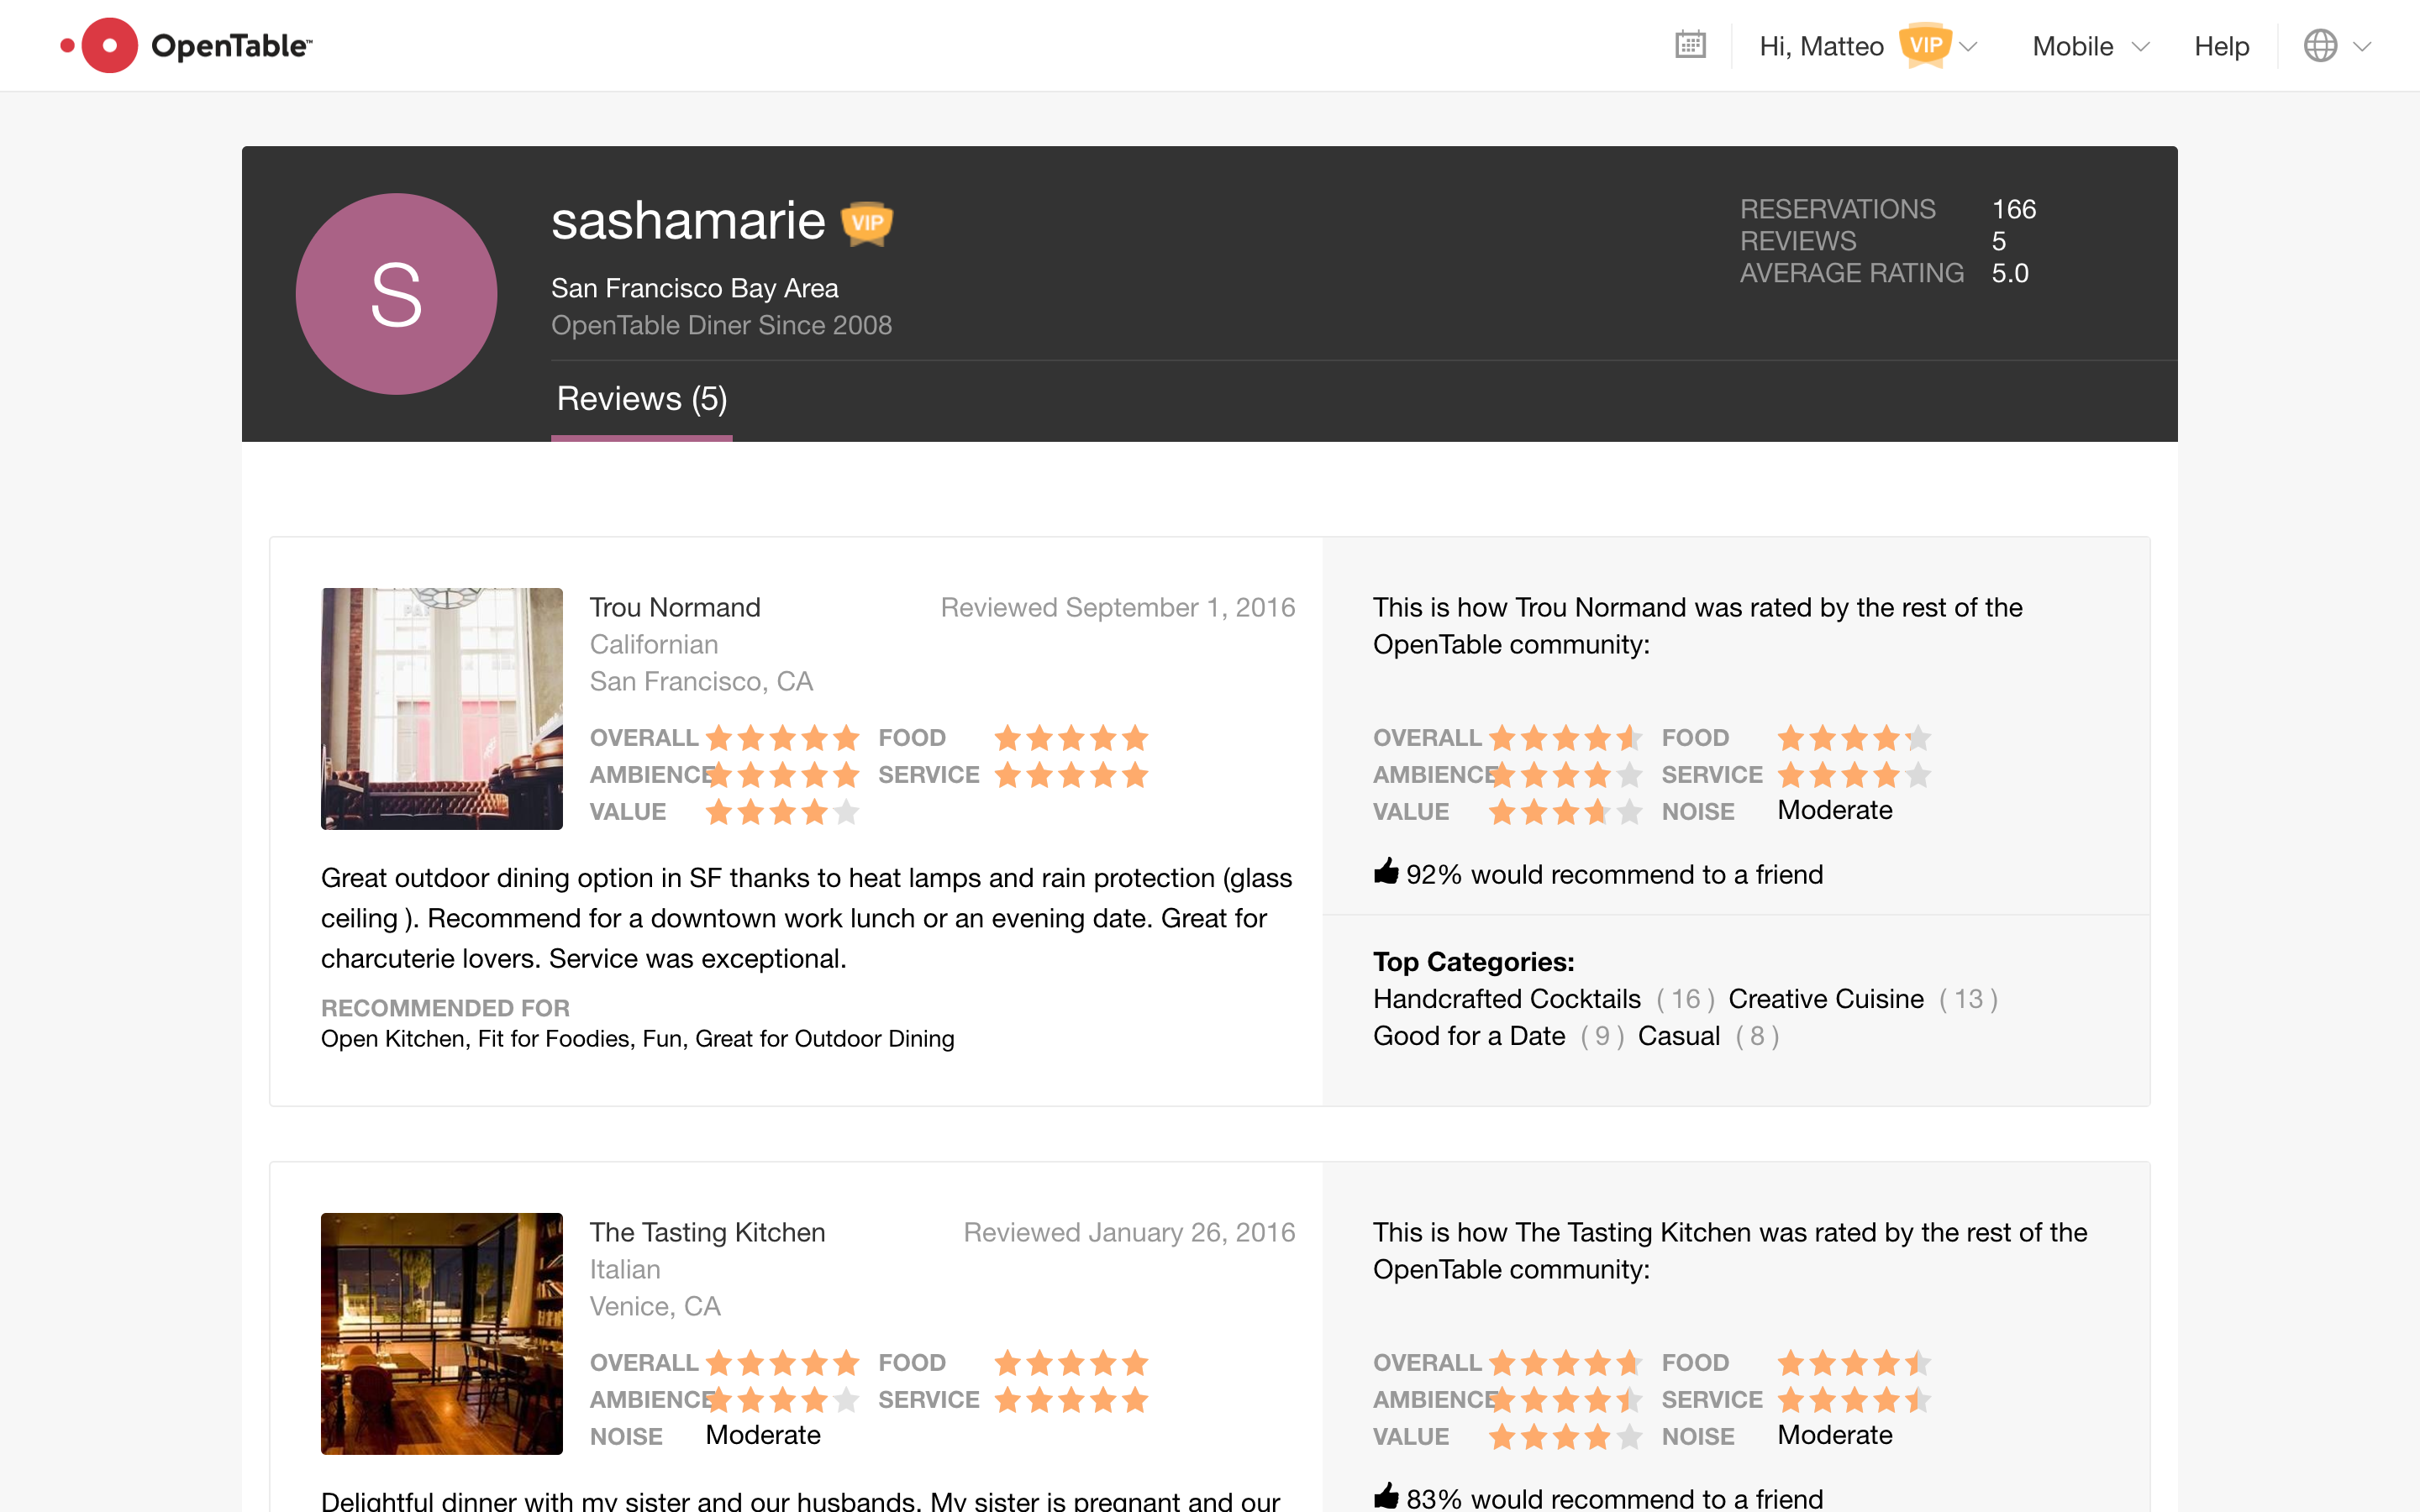 OpenTable™
Hi, Matteo VIP
Mobile
Help
S
sashamarie VIP
San Francisco Bay Area
OpenTable Diner Since 2008
RESERVATIONS 166
REVIEWS 5
AVERAGE RATING 5.0
Reviews (5)
Trou Normand
Reviewed September 1, 2016
Californian
San Francisco, CA
OVERALL FOOD
AMBIENCE SERVICE
VALUE
Great outdoor dining option in SF thanks to heat lamps and rain protection (glass
ceiling ). Recommend for a downtown work lunch or an evening date. Great for
charcuterie lovers. Service was exceptional.
RECOMMENDED FOR
Open Kitchen, Fit for Foodies, Fun, Great for Outdoor Dining
This is how Trou Normand was rated by the rest of the
OpenTable community:
OVERALL FOOD
AMBIENCE SERVICE
VALUE NOISE Moderate
92% would recommend to a friend
Top Categories:
Handcrafted Cocktails ( 16 ) Creative Cuisine ( 13 )
Good for a Date ( 9 ) Casual ( 8 )
The Tasting Kitchen
Reviewed January 26, 2016
Italian
Venice, CA
OVERALL FOOD
AMBIENCE SERVICE
NOISE Moderate
Delightful dinner with my sister and our husbands. My sister is pregnant and our
This is how The Tasting Kitchen was rated by the rest of the
OpenTable community:
OVERALL FOOD
AMBIENCE SERVICE
VALUE NOISE Moderate
83% would recommend to a friend